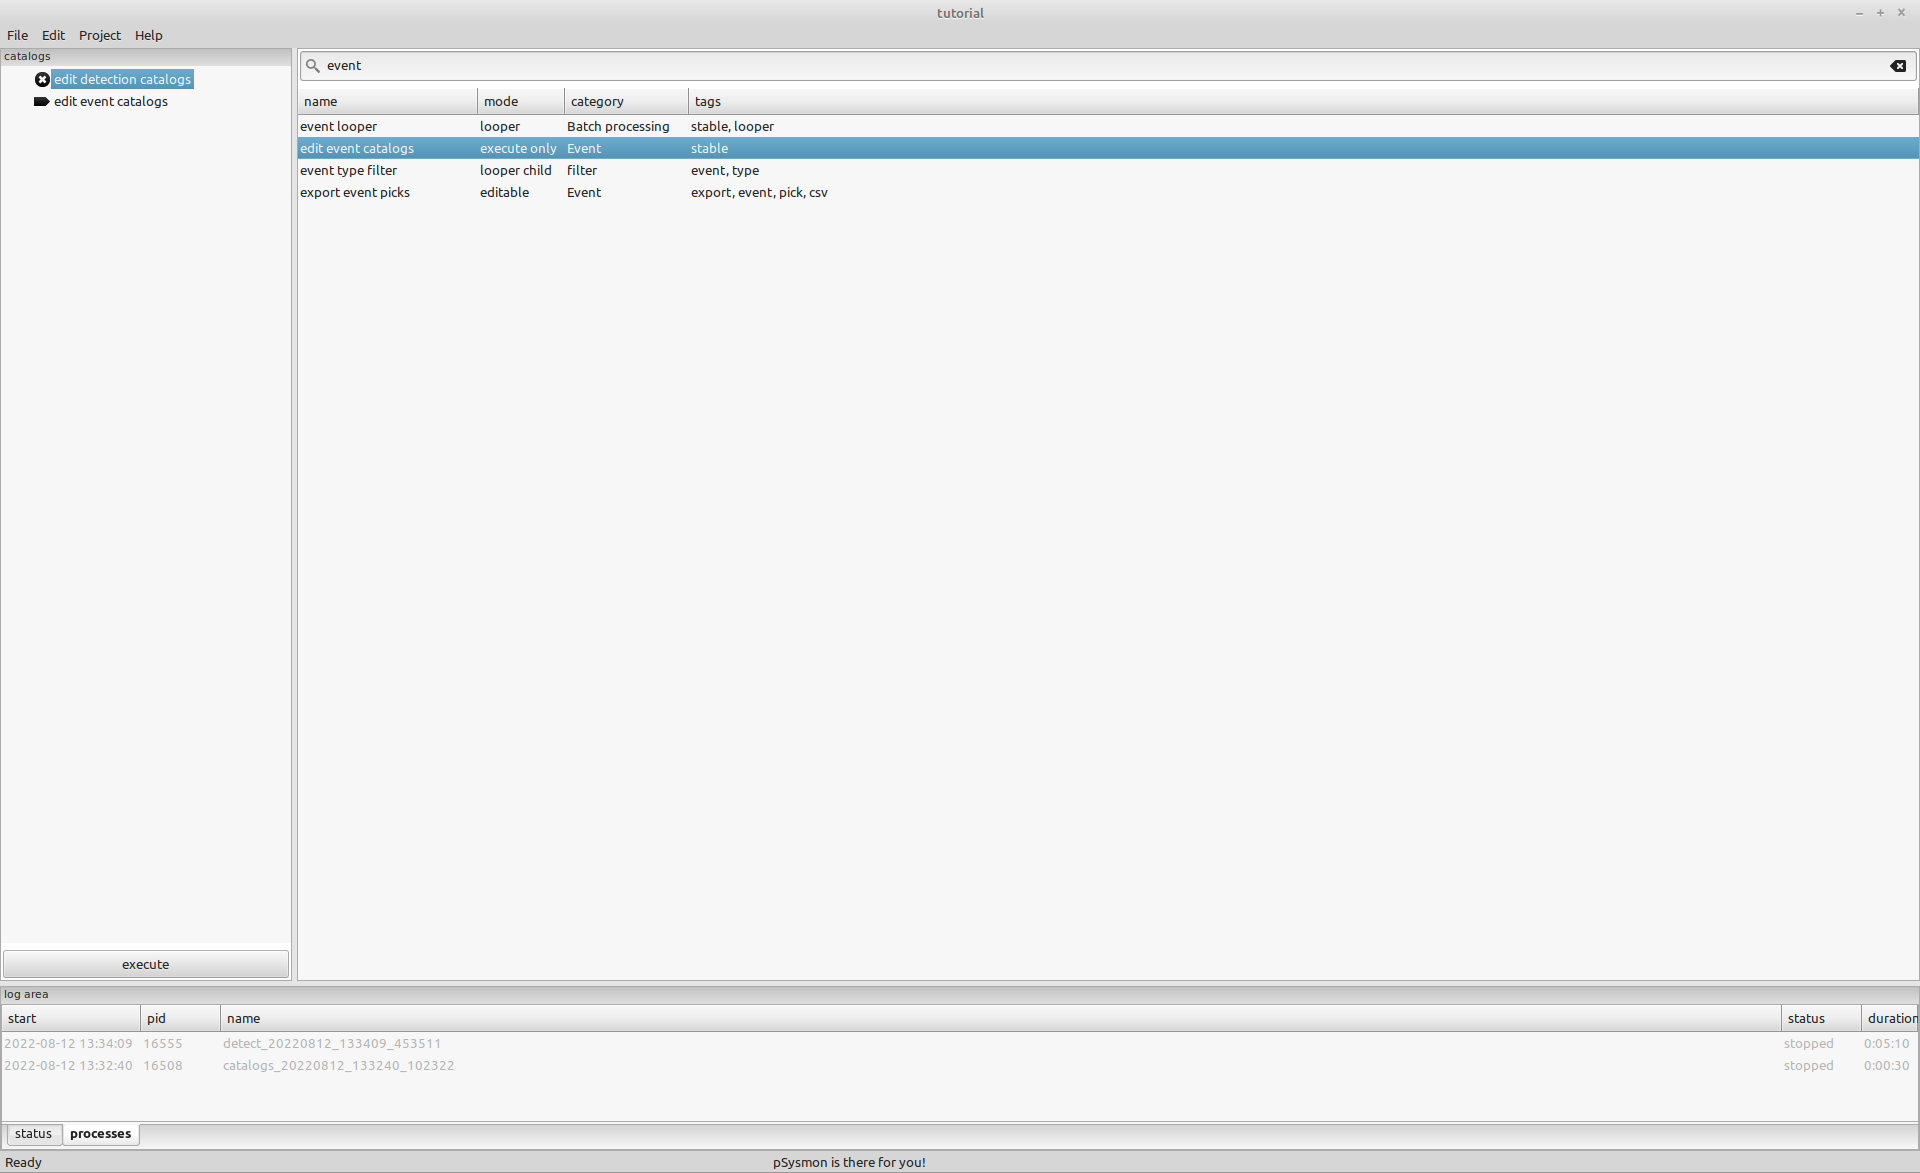 tutorial
File Edit Project Help
catalogs
edit detection catalogs
edit event catalogs
execute
event
name mode category tags
event looper looper Batch processing stable, looper
edit event catalogs execute only Event stable
event type filter looper child filter event, type
export event picks editable Event export, event, pick, csv
log area
start pid name status duration
2022-08-12 13:34:09 16555 detect_20220812_133409_453511 stopped 0:05:10
2022-08-12 13:32:40 16508 catalogs_20220812_133240_102322 stopped 0:00:30
status processes
Ready pSysmon is there for you!